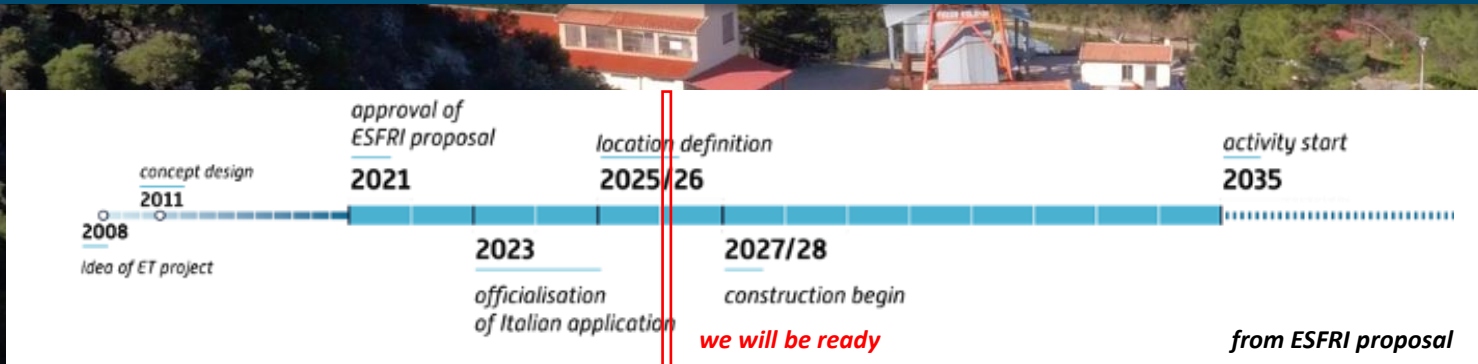 approval of
ESFRI proposal
2021
location definition
2025/26
activity start
2035
concept design
2011
2008
Idea of ET project
2023
officialisation
of Italian application
2027/28
construction begin
we will be ready
from ESFRI proposal